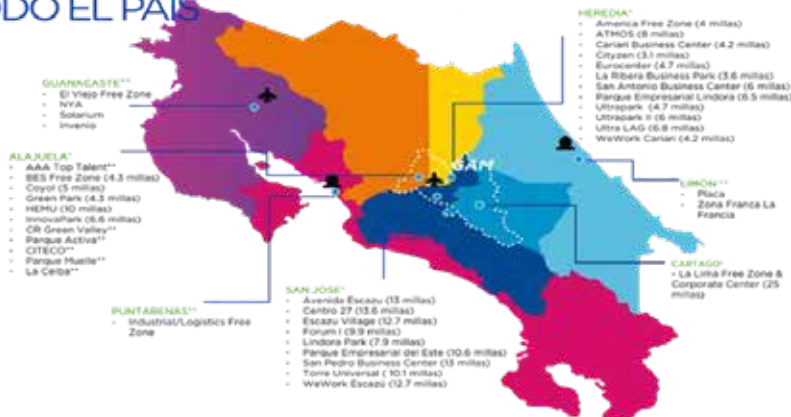 ODO EL PAÍS
HEREDIA*
- America Free Zone (4 millas)
- ATMOS (8 millas)
- Cariari Business Center (4.2 millas)
- Cityzen (3.1 millas)
- Eurocenter (4.7 millas)
- La Ribera Business Park (3.6 millas)
- San Antonio Business Center (6 millas)
- Parque Empresarial Lindora (6.5 millas)
- Ultrapark (4.7 millas)
- Ultrapark II (6 millas)
- Ultra LAG (6.8 millas)
- WeWork Cariari (4.2 millas)
GUANACASTE**
- El Viejo Free Zone
- NYA
- Solarium
- Invenio
ALAJUELA*
- AAA Top Talent**
- BES Free Zone (4.3 millas)
- Coyol (5 millas)
- Green Park (4.3 millas)
- HEMU (10 millas)
- InnovaPark (6.6 millas)
- CR Green Valley**
- Parque Activa**
- CITECO**
- Parque Muelle**
- La Ceiba**
GAM
LIMÓN**
- Placa
- Zona Franca La
Francia
CARTAGO*
- La Lima Free Zone &
Corporate Center (25
millas)
PUNTARENAS**
- Industrial/Logistics Free
Zone
SAN JOSE*
- Avenida Escazu (13 millas)
- Centro 27 (13.6 millas)
- Escazu Village (12.7 millas)
- Forum I (9.9 millas)
- Lindora Park (7.9 millas)
- Parque Empresarial del Este (10.6 millas)
- San Pedro Business Center (13 millas)
- Torre Universal ( 10.1 millas)
- WeWork Escazú (12.7 millas)